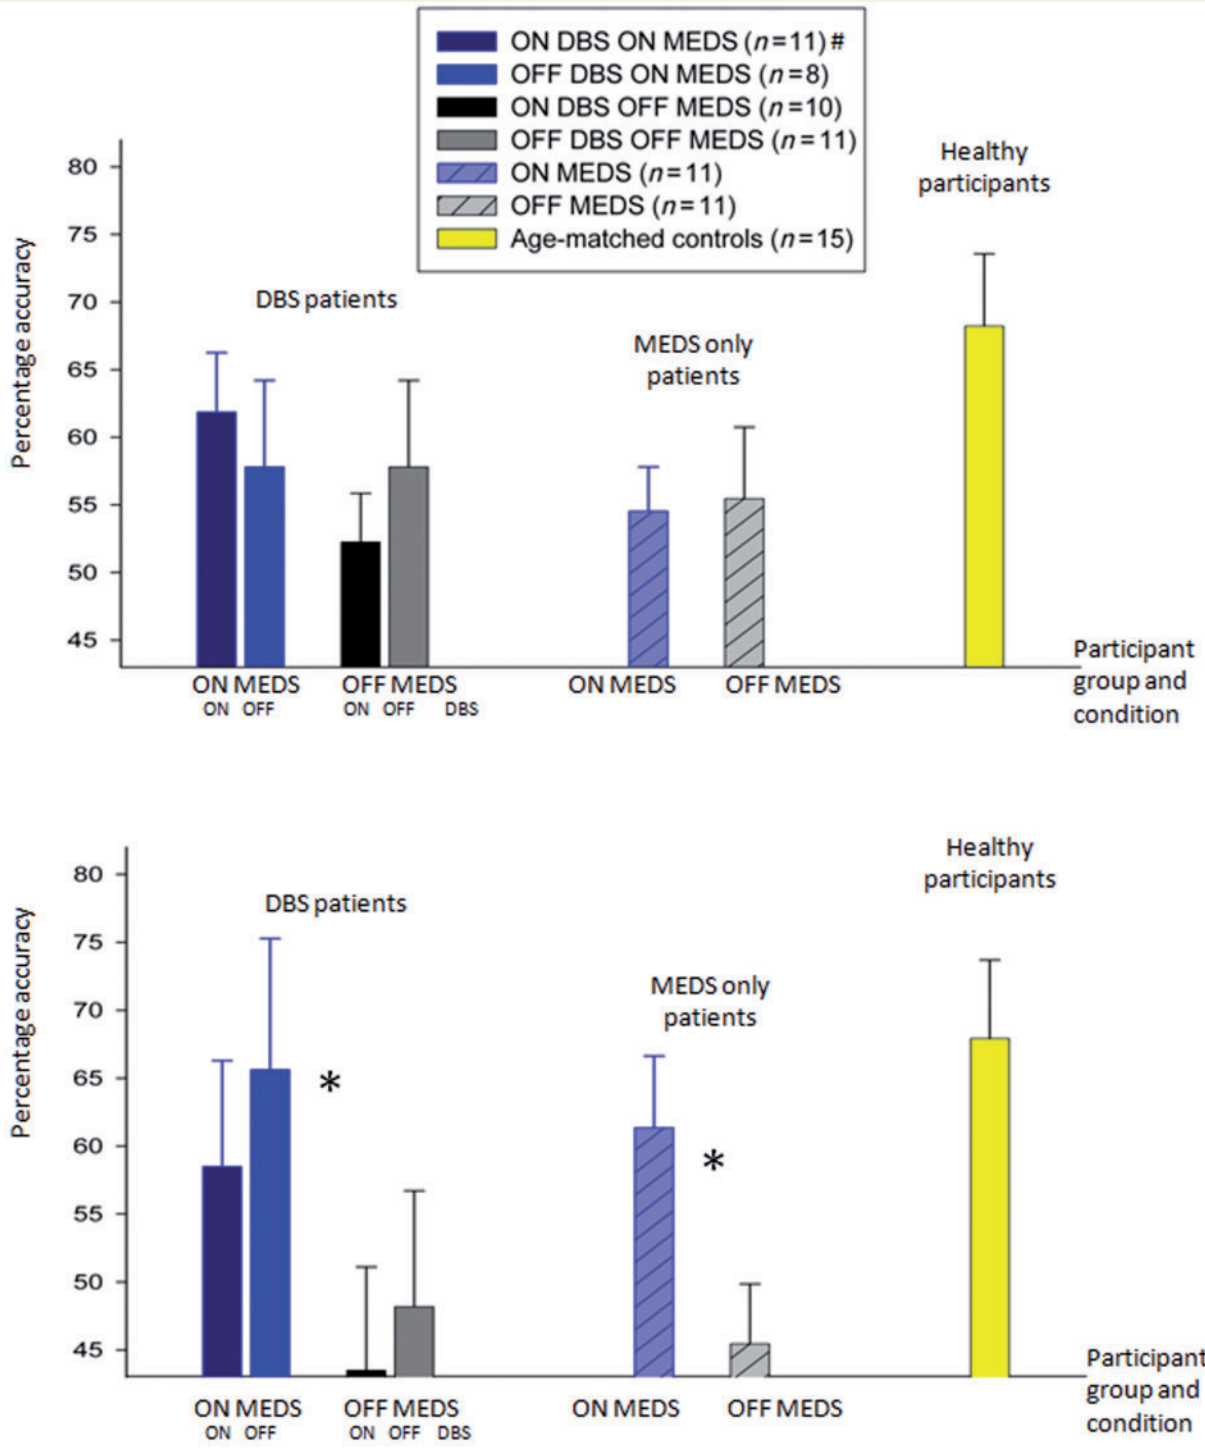 ON DBS ON MEDS (n=11) #
OFF DBS ON MEDS (n=8)
ON DBS OFF MEDS (n=10)
OFF DBS OFF MEDS (n=11)
ON MEDS (n=11)
OFF MEDS (n=11)
Age-matched controls (n=15)
Healthy
participants
DBS patients
MEDS only
patients
Percentage accuracy
80
75
70
65
60
55
50
45
ON MEDS OFF MEDS ON MEDS OFF MEDS
ON OFF ON OFF DBS
Participant
group and
condition
Healthy
participants
DBS patients
MEDS only
patients
Percentage accuracy
80
75
70
65
60
55
50
45
*
*
ON MEDS OFF MEDS ON MEDS OFF MEDS
ON OFF ON OFF DBS
Participant
group and
condition